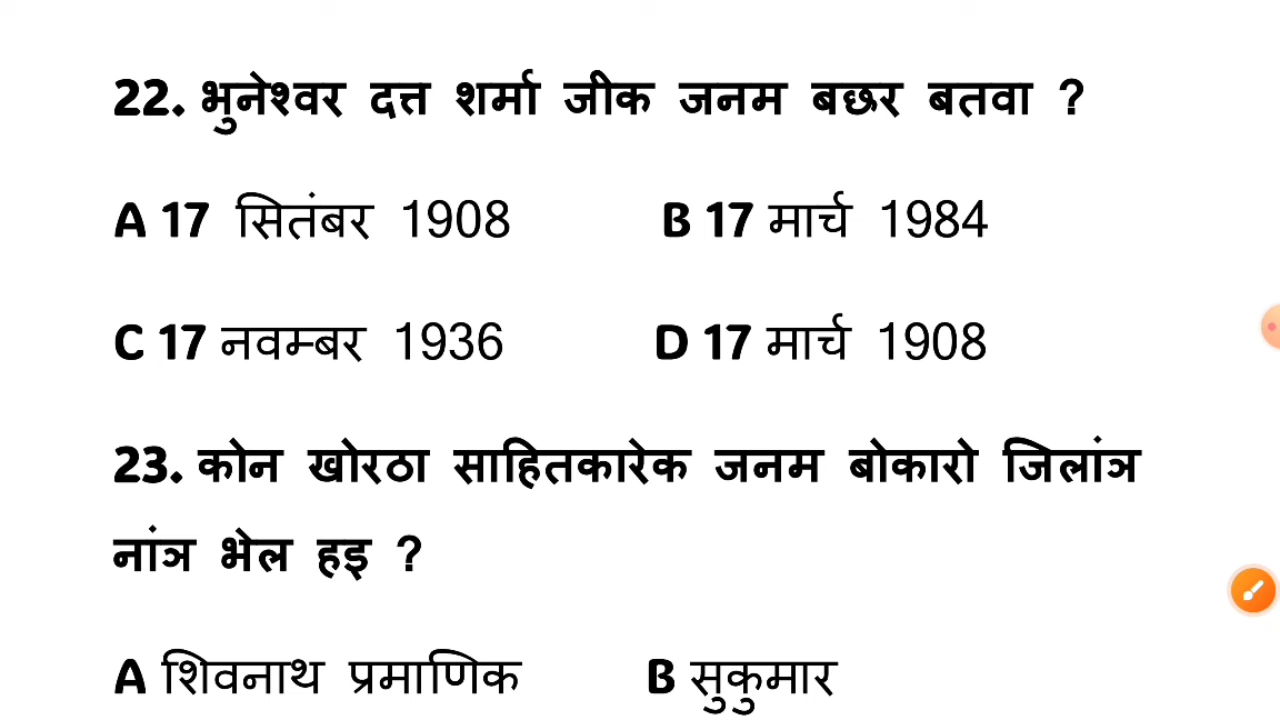 22. भुनेश्वर दत्त शर्मा जीक जनम बछर बतवा ?
A 17 सितंबर 1908 B 17 मार्च 1984
C 17 नवम्बर 1936 D 17 मार्च 1908
23. कोन खोरठा साहितकारेक जनम बोकारो जिलांञ
नांञ भेल हइ ?
A शिवनाथ प्रमाणिक B सुकुमार